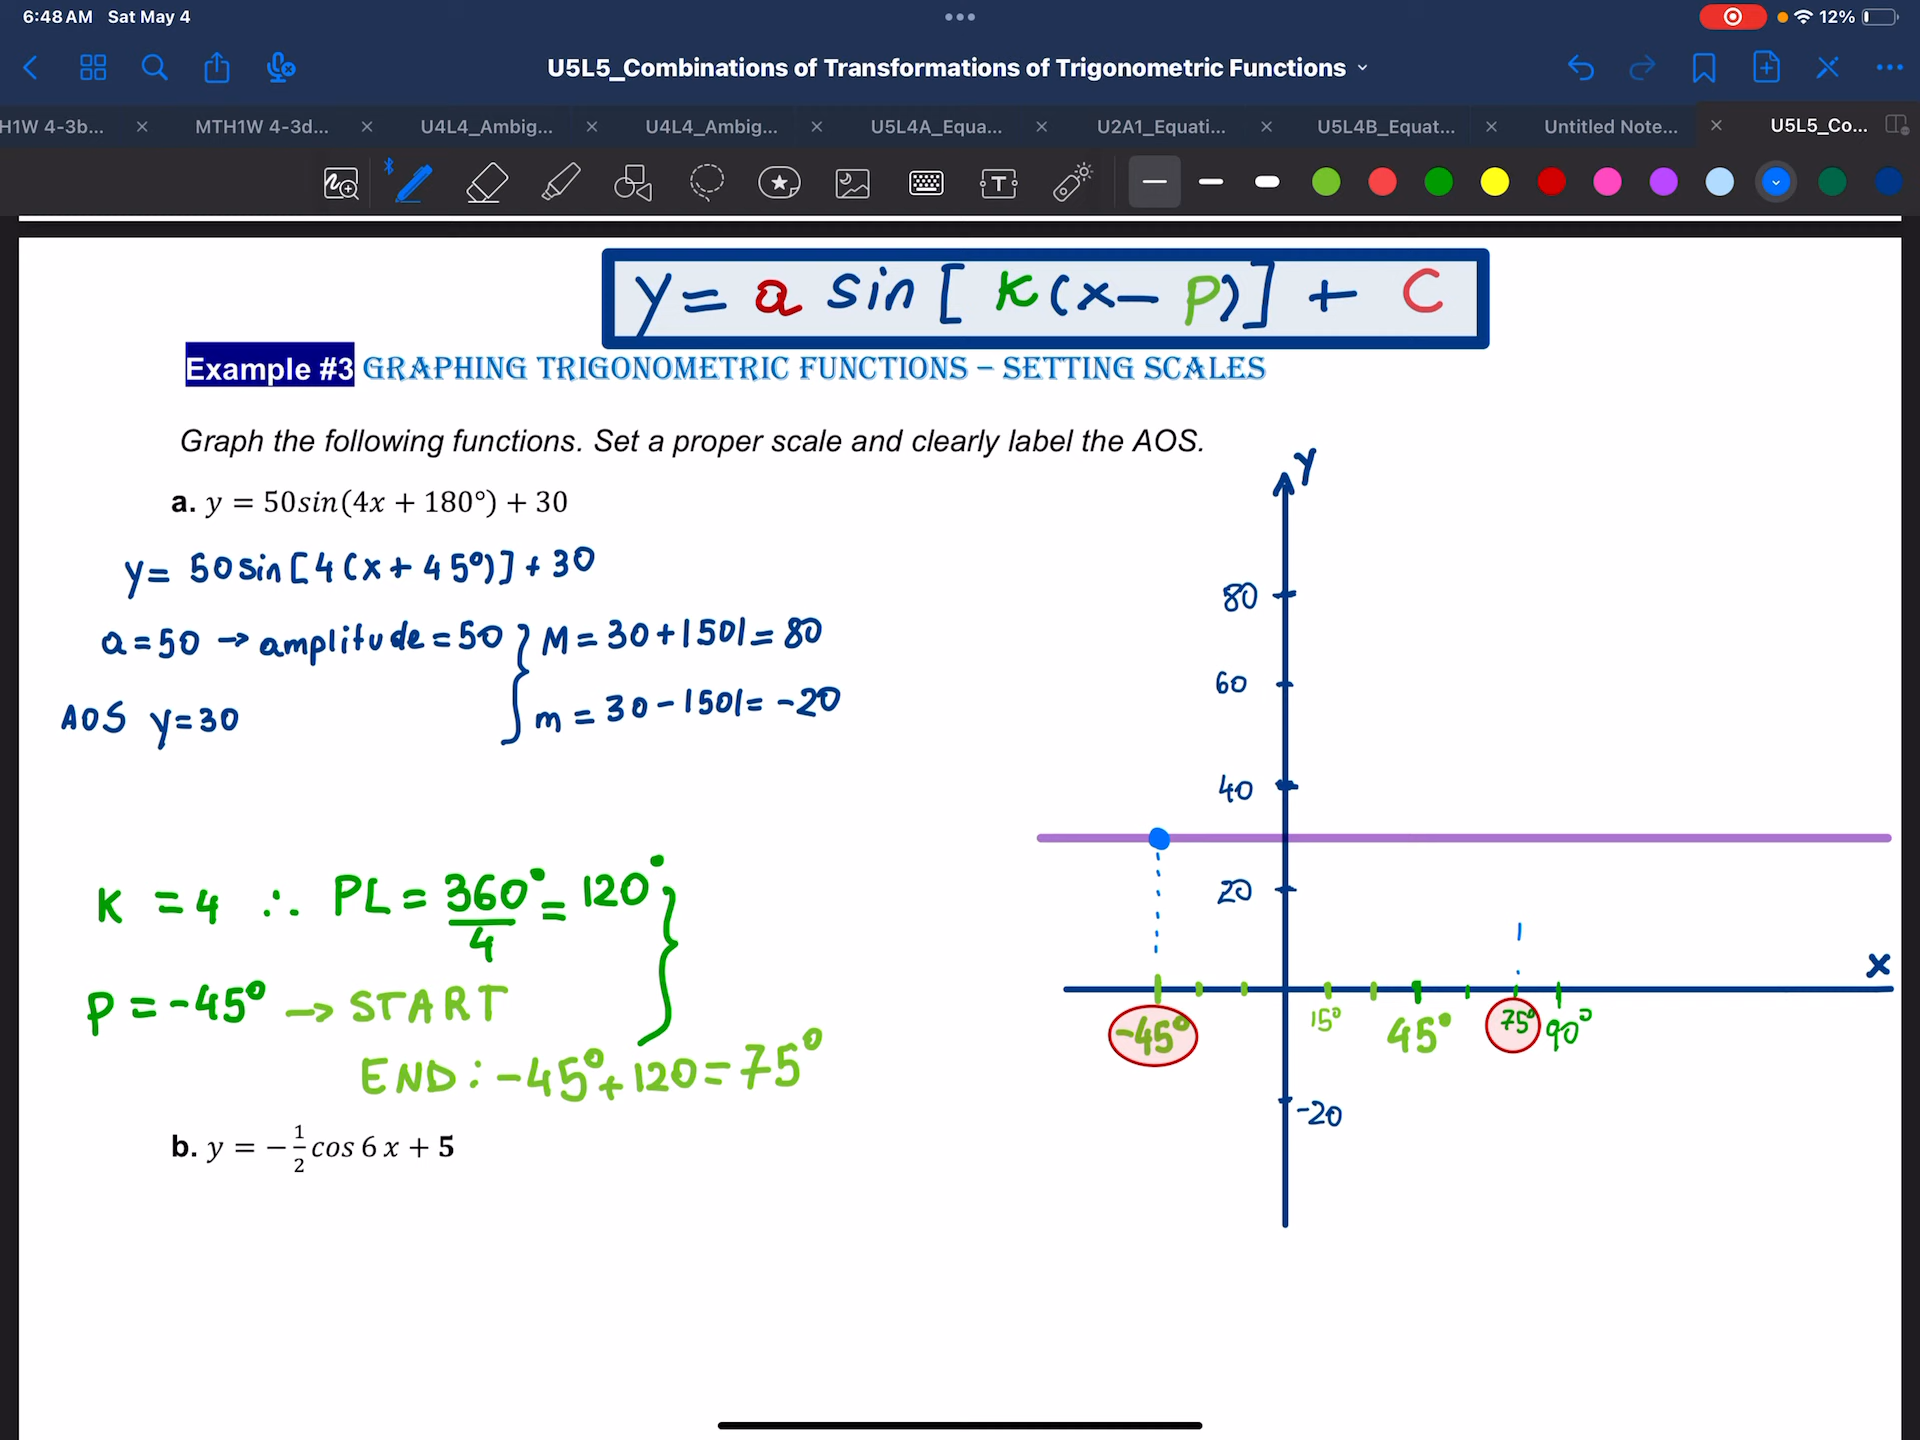 6:48 AM Sat May 4
12%
U5L5_Combinations of Transformations of Trigonometric Functions
H1W 4-3b...
MTH1W 4-3d...
U4L4_Ambig...
U4L4_Ambig...
U5L4A_Equa...
U2A1_Equati...
U5L4B_Equat...
Untitled Note...
U5L5_Co...
y = a sin [ K(x - p) ] + C
Example #3 GRAPHING TRIGONOMETRIC FUNCTIONS – SETTING SCALES
Graph the following functions. Set a proper scale and clearly label the AOS.
a. y = 50sin(4x + 180°) + 30
y = 50 sin [4 (x + 45°)] + 30
a = 50 → amplitude = 50 } M = 30 + |50| = 80
m = 30 - |50| = -20
AOS y = 30
K = 4 ∴ PL = 360°/4 = 120°
P = -45° → START
END: -45° + 120 = 75°
b. y = -1/2 cos 6 x + 5
Y
80
60
40
20
X
-45° 15° 45° 75° 90°
-20